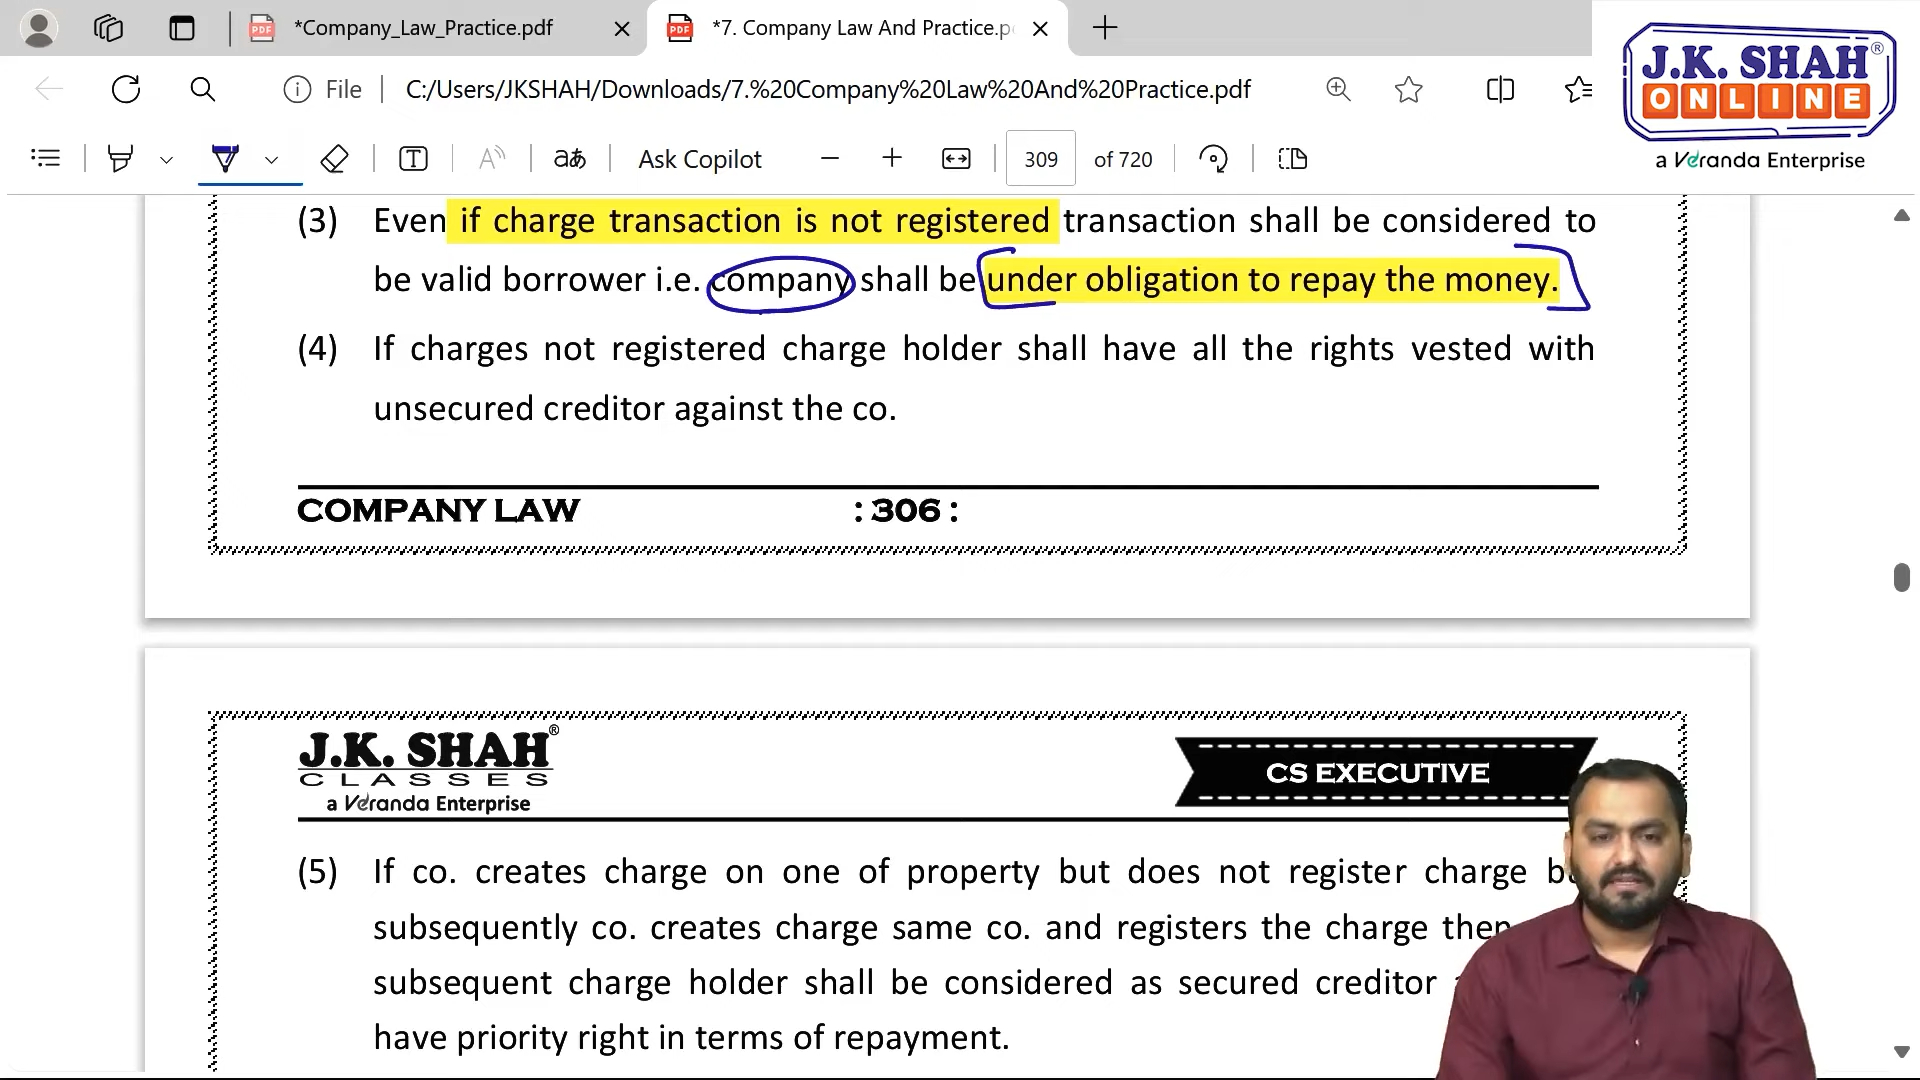 *Company_Law_Practice.pdf
*7. Company Law And Practice.p
File
C:/Users/JKSHAH/Downloads/7.%20Company%20Law%20And%20Practice.pdf
Ask Copilot
309
of 720
J.K. SHAH®
ONLINE
a Veranda Enterprise
(3) Even if charge transaction is not registered transaction shall be considered to
be valid borrower i.e. company shall be under obligation to repay the money.
(4) If charges not registered charge holder shall have all the rights vested with
unsecured creditor against the co.
COMPANY LAW : 306 :
J.K. SHAH®
CLASSES
a Veranda Enterprise
CS EXECUTIVE
(5) If co. creates charge on one of property but does not register charge
subsequently co. creates charge same co. and registers the charge then
subsequent charge holder shall be considered as secured creditor
have priority right in terms of repayment.